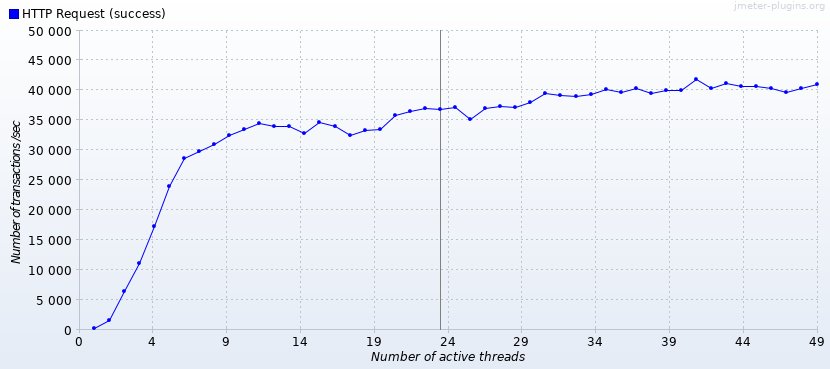 HTTP Request (success)
jmeter-plugins.org
50 000
45 000
40 000
35 000
30 000
25 000
20 000
15 000
10 000
5 000
0
Number of transactions /sec
0 4 9 14 19 24 29 34 39 44 49
Number of active threads